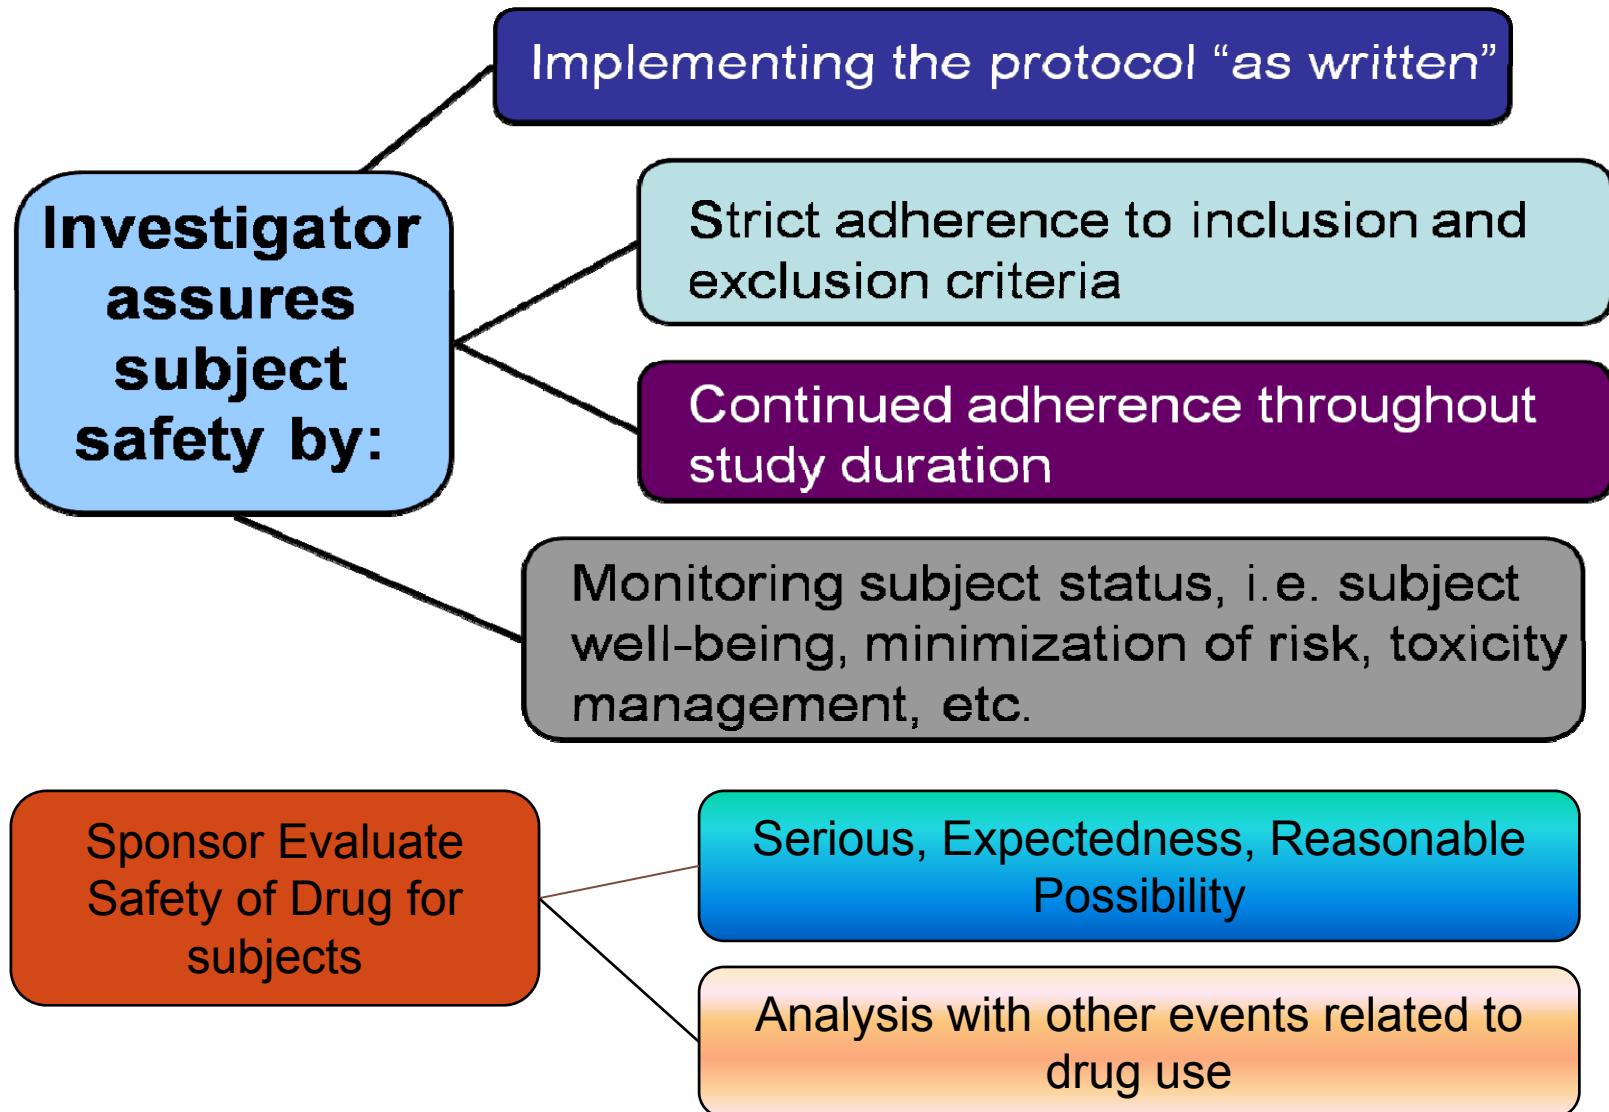 Implementing the protocol “as written”
Investigator
assures
subject
safety by:
Strict adherence to inclusion and
exclusion criteria
Continued adherence throughout
study duration
Monitoring subject status, i.e. subject
well-being, minimization of risk, toxicity
management, etc.
Sponsor Evaluate
Safety of Drug for
subjects
Serious, Expectedness, Reasonable
Possibility
Analysis with other events related to
drug use